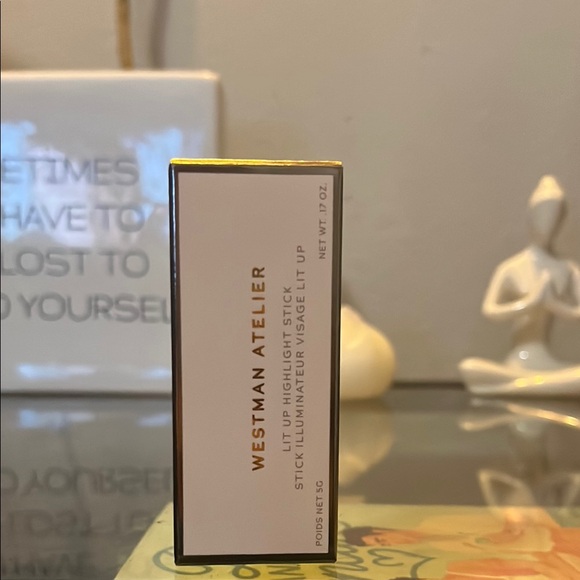 WESTMAN ATELIER
LIT UP HIGHLIGHT STICK
STICK ILLUMINATEUR VISAGE LIT UP
POIDS NET 5G
NET WT. .17 OZ.
ETIMES
HAVE TO
LOST TO
YOURSEL